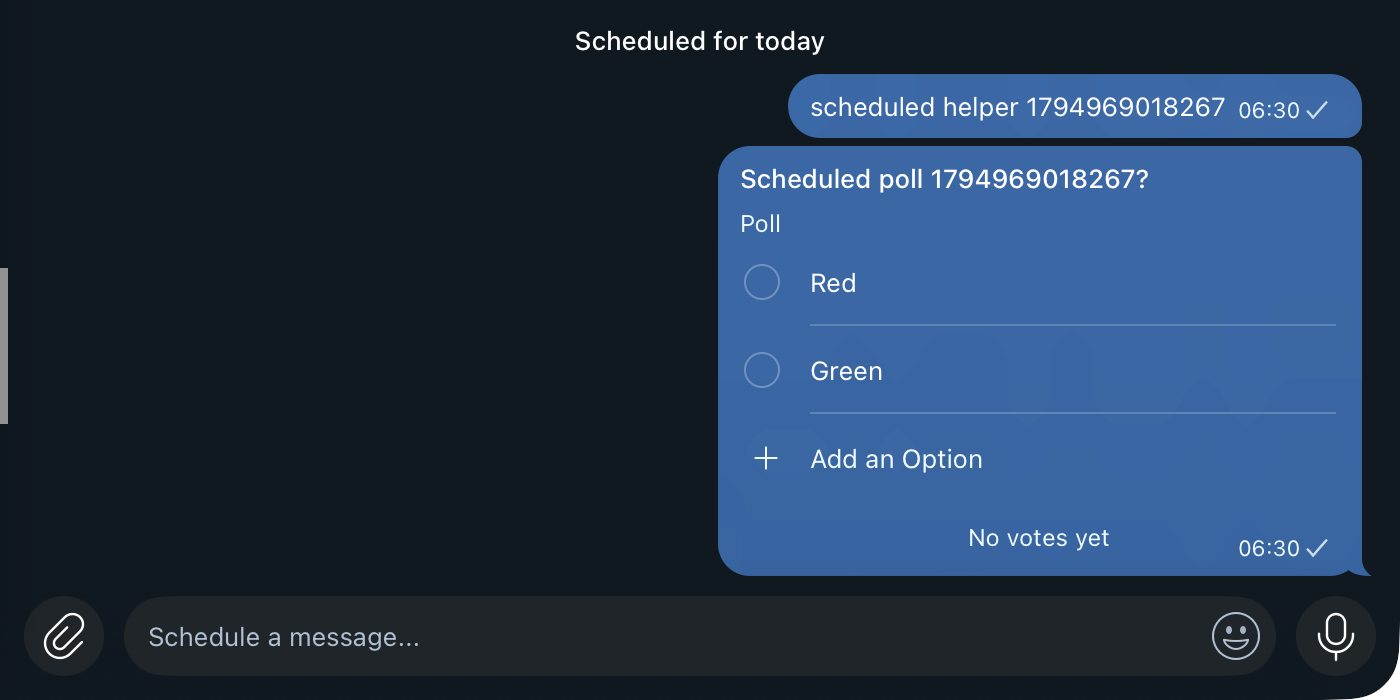 Scheduled for today
scheduled helper 1794969018267 06:30
Scheduled poll 1794969018267?
Poll
Red
Green
Add an Option
No votes yet
06:30
Schedule a message...